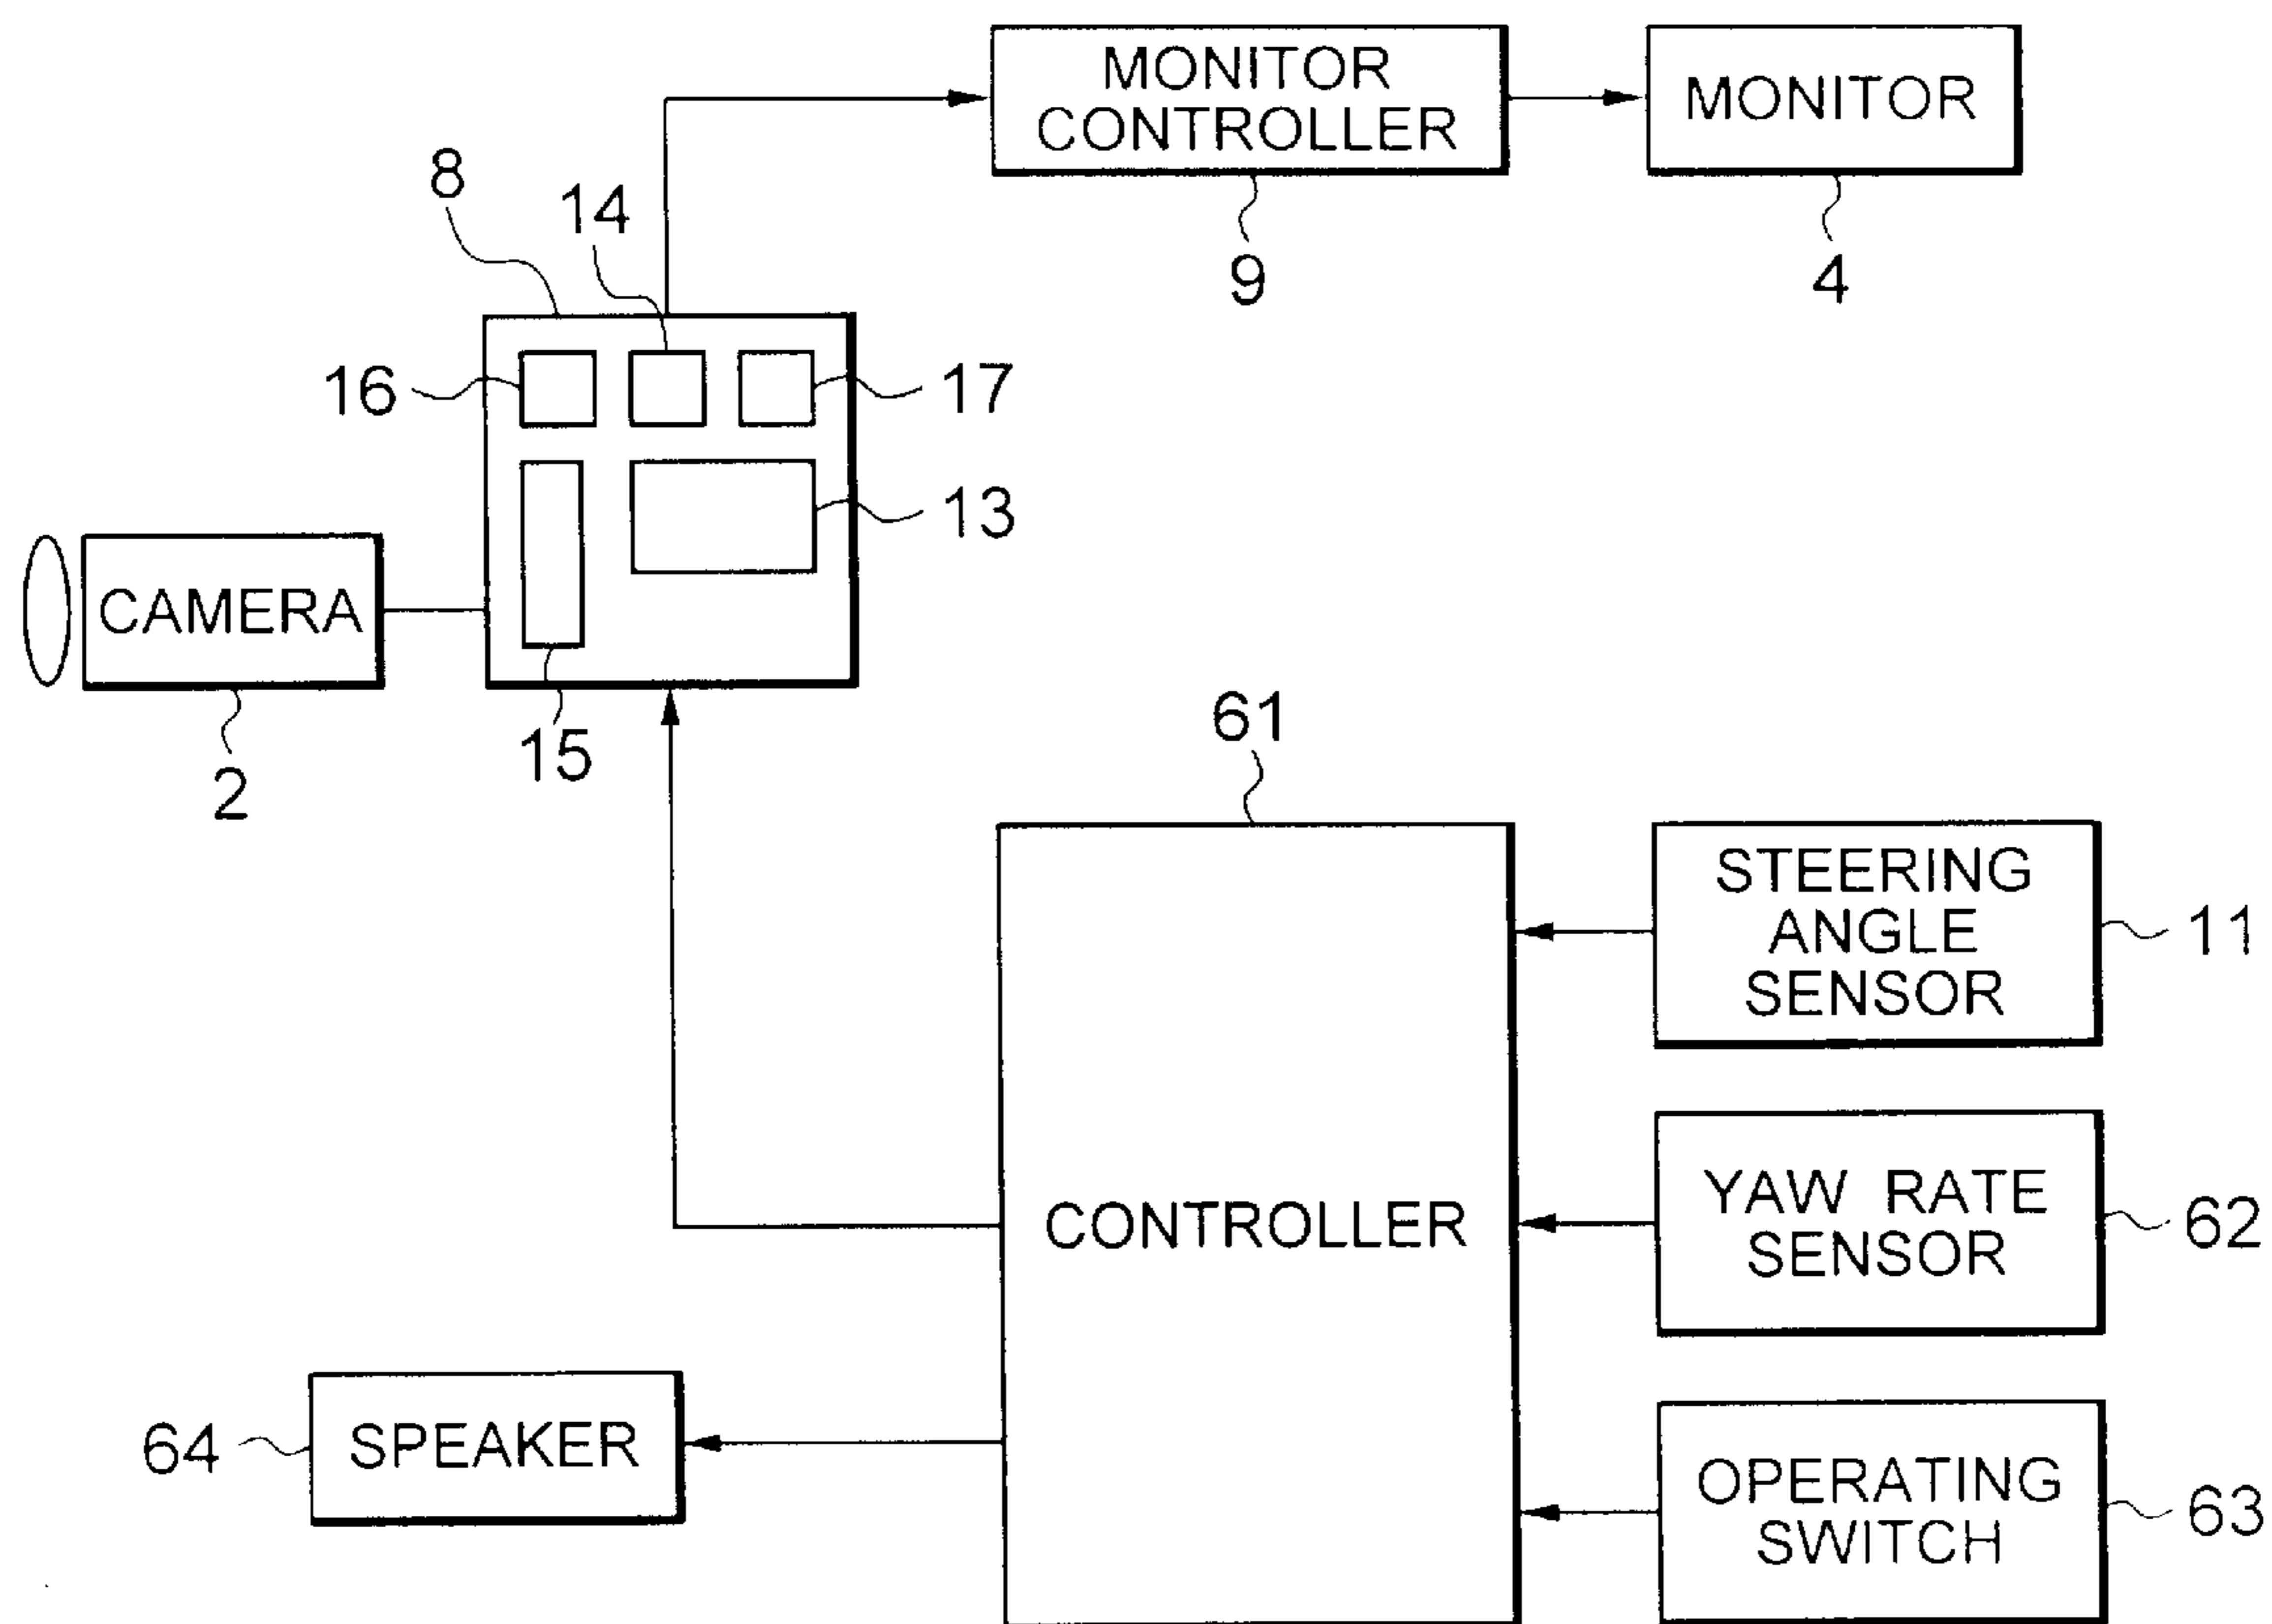 MONITOR
CONTROLLER
MONITOR
8
14
9
4
16
17
13
CAMERA
15
2
61
STEERING
ANGLE
SENSOR
11
YAW RATE
SENSOR
62
CONTROLLER
64
SPEAKER
OPERATING
SWITCH
63